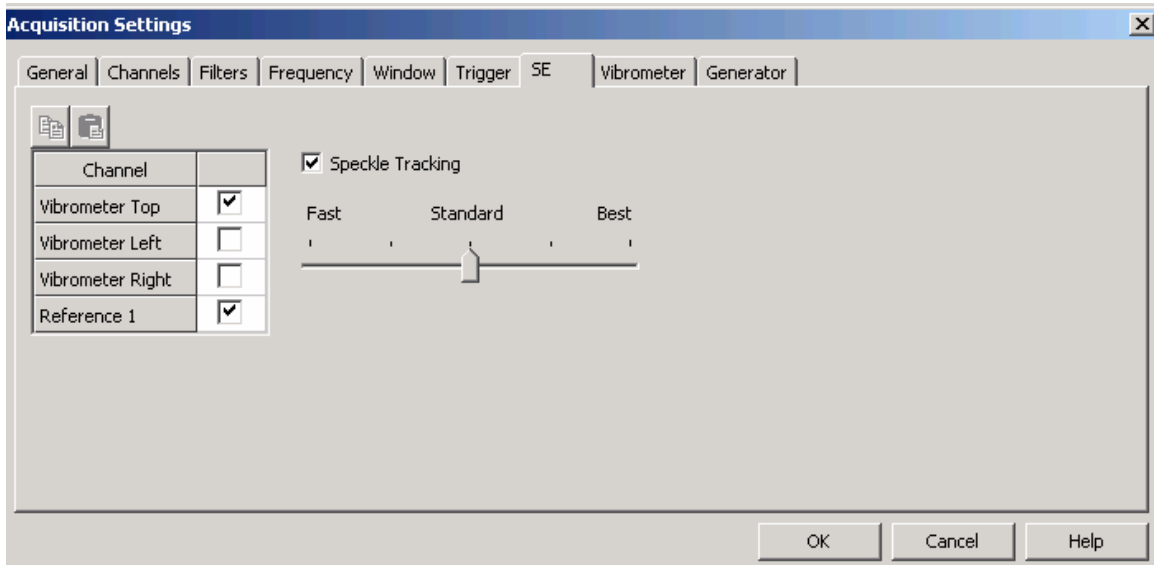 Acquisition Settings
General Channels Filters Frequency Window Trigger SE Vibrometer Generator
Channel
Vibrometer Top
Vibrometer Left
Vibrometer Right
Reference 1
Speckle Tracking
Fast Standard Best
OK Cancel Help